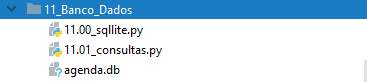 11_Banco_Dados
11.00_sqllite.py
11.01_consultas.py
agenda.db